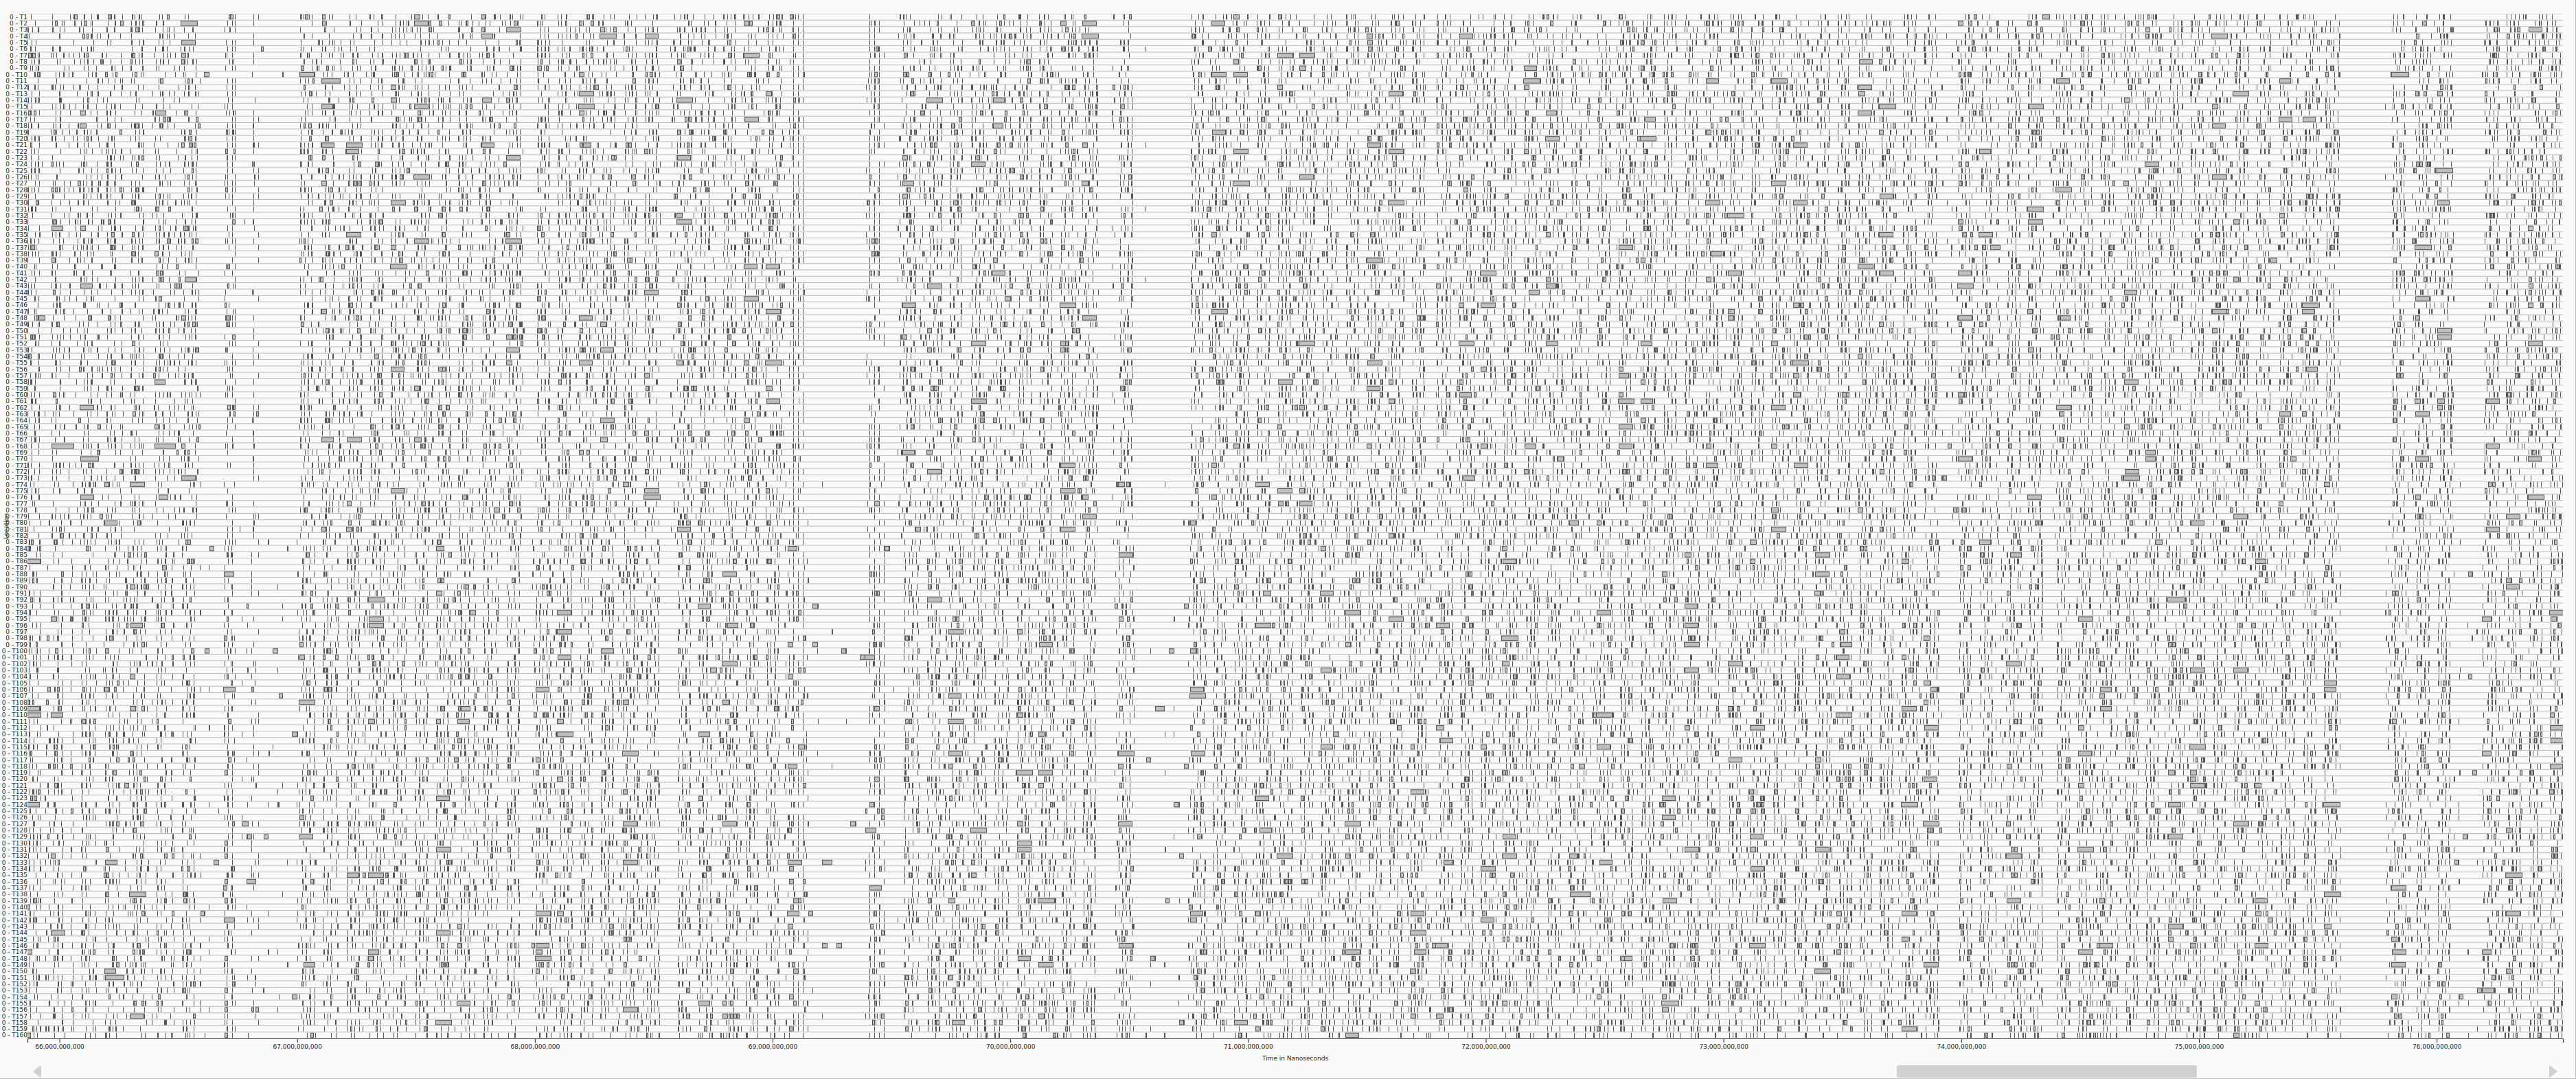 0 - T1
0 - T2
0 - T3
0 - T4
0 - T5
0 - T6
0 - T7
0 - T8
0 - T9
0 - T10
0 - T11
0 - T12
0 - T13
0 - T14
0 - T15
0 - T16
0 - T17
0 - T18
0 - T19
0 - T20
0 - T21
0 - T22
0 - T23
0 - T24
0 - T25
0 - T26
0 - T27
0 - T28
0 - T29
0 - T30
0 - T31
0 - T32
0 - T33
0 - T34
0 - T35
0 - T36
0 - T37
0 - T38
0 - T39
0 - T40
0 - T41
0 - T42
0 - T43
0 - T44
0 - T45
0 - T46
0 - T47
0 - T48
0 - T49
0 - T50
0 - T51
0 - T52
0 - T53
0 - T54
0 - T55
0 - T56
0 - T57
0 - T58
0 - T59
0 - T60
0 - T61
0 - T62
0 - T63
0 - T64
0 - T65
0 - T66
0 - T67
0 - T68
0 - T69
0 - T70
0 - T71
0 - T72
0 - T73
0 - T74
0 - T75
0 - T76
0 - T77
0 - T78
0 - T79
0 - T80
0 - T81
0 - T82
0 - T83
0 - T84
0 - T85
0 - T86
0 - T87
0 - T88
0 - T89
0 - T90
0 - T91
0 - T92
0 - T93
0 - T94
0 - T95
0 - T96
0 - T97
0 - T98
0 - T99
0 - T100
0 - T101
0 - T102
0 - T103
0 - T104
0 - T105
0 - T106
0 - T107
0 - T108
0 - T109
0 - T110
0 - T111
0 - T112
0 - T113
0 - T114
0 - T115
0 - T116
0 - T117
0 - T118
0 - T119
0 - T120
0 - T121
0 - T122
0 - T123
0 - T124
0 - T125
0 - T126
0 - T127
0 - T128
0 - T129
0 - T130
0 - T131
0 - T132
0 - T133
0 - T134
0 - T135
0 - T136
0 - T137
0 - T138
0 - T139
0 - T140
0 - T141
0 - T142
0 - T143
0 - T144
0 - T145
0 - T146
0 - T147
0 - T148
0 - T149
0 - T150
0 - T151
0 - T152
0 - T153
0 - T154
0 - T155
0 - T156
0 - T157
0 - T158
0 - T159
0 - T160
66,000,000,000 67,000,000,000 68,000,000,000 69,000,000,000 70,000,000,000 71,000,000,000 72,000,000,000 73,000,000,000 74,000,000,000 75,000,000,000 76,000,000,000
Time in Nanoseconds